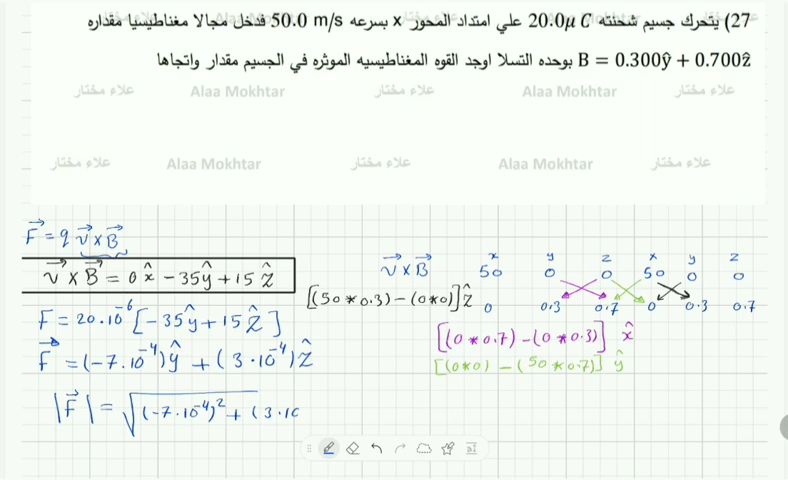 27) يتحرك جسيم شحنته 20.0μ C علي امتداد المحور x بسرعه 50.0 m/s فدخل مجالا مغناطيسيا مقداره
B = 0.300ŷ + 0.700ẑ بوحده التسلا اوجد القوه المغناطيسيه الموثره في الجسيم مقدار واتجاها
علاء مختار Alaa Mokhtar علاء مختار Alaa Mokhtar علاء مختار
علاء مختار Alaa Mokhtar علاء مختار Alaa Mokhtar علاء مختار
F⃗ = q v⃗ × B⃗
v⃗ × B⃗ = 0 x̂ − 35ŷ + 15 ẑ
F = 20.10⁻⁶ [−35ŷ + 15 ẑ]
F⃗ = (−7.10⁻⁴)ŷ + (3.10⁻⁴)ẑ
|F⃗| = √(−7.10⁻⁴)² + (3.10
v⃗ × B⃗
x y z x y z
50 0 0 50 0 0
0 0.3 0.7 0 0.3 0.7
[(50 * 0.3) − (0*0)] ẑ
[(0 * 0.7) − (0 * 0.3)] x̂
[(0*0) − (50 * 0.7)] ŷ